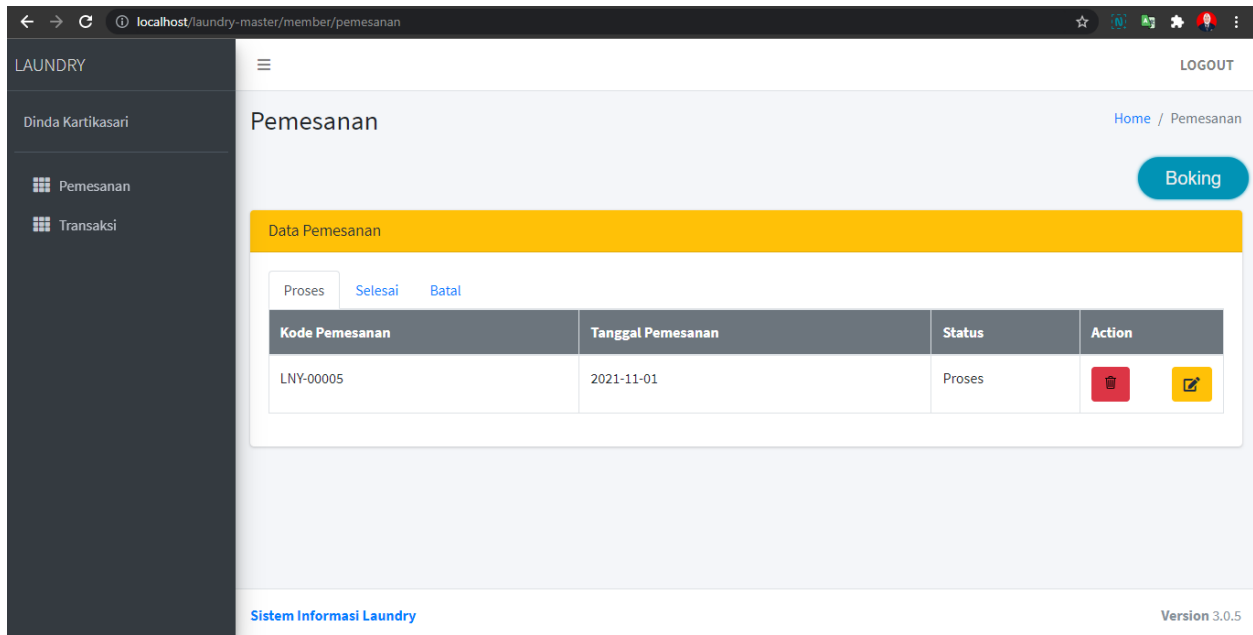 localhost/laundry-master/member/pemesanan
LAUNDRY
LOGOUT
Dinda Kartikasari
Pemesanan
Transaksi
Pemesanan
Home / Pemesanan
Boking
Data Pemesanan
Proses Selesai Batal
Kode Pemesanan Tanggal Pemesanan Status Action
LNY-00005 2021-11-01 Proses
Sistem Informasi Laundry
Version 3.0.5